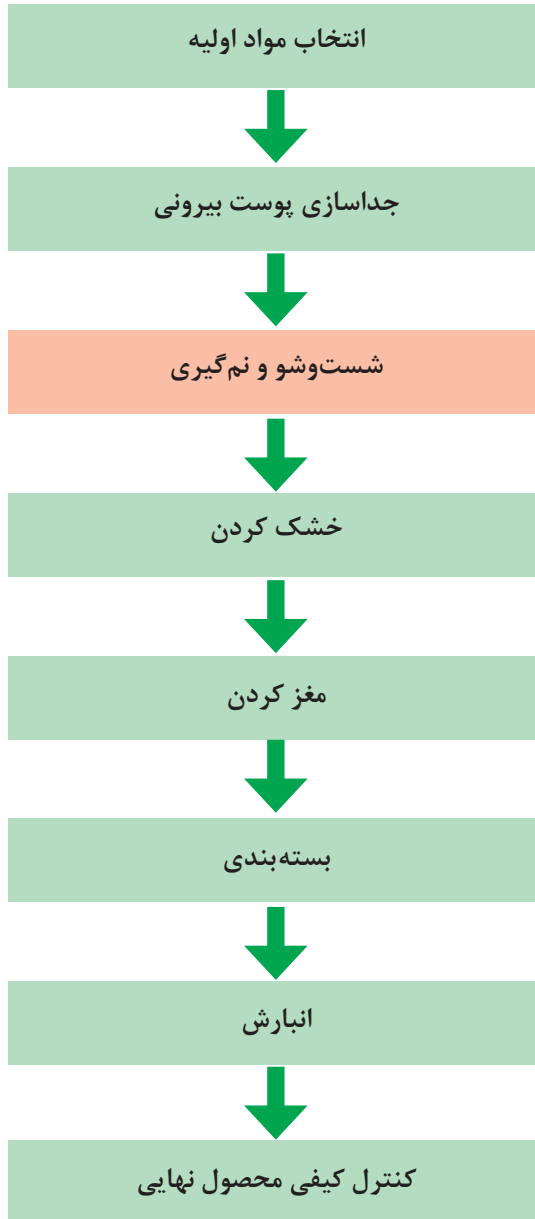 انتخاب مواد اولیه
جداسازی پوست بیرونی
شست‌وشو و نم‌گیری
خشک کردن
مغز کردن
بسته‌بندی
انبارش
کنترل کیفی محصول نهایی